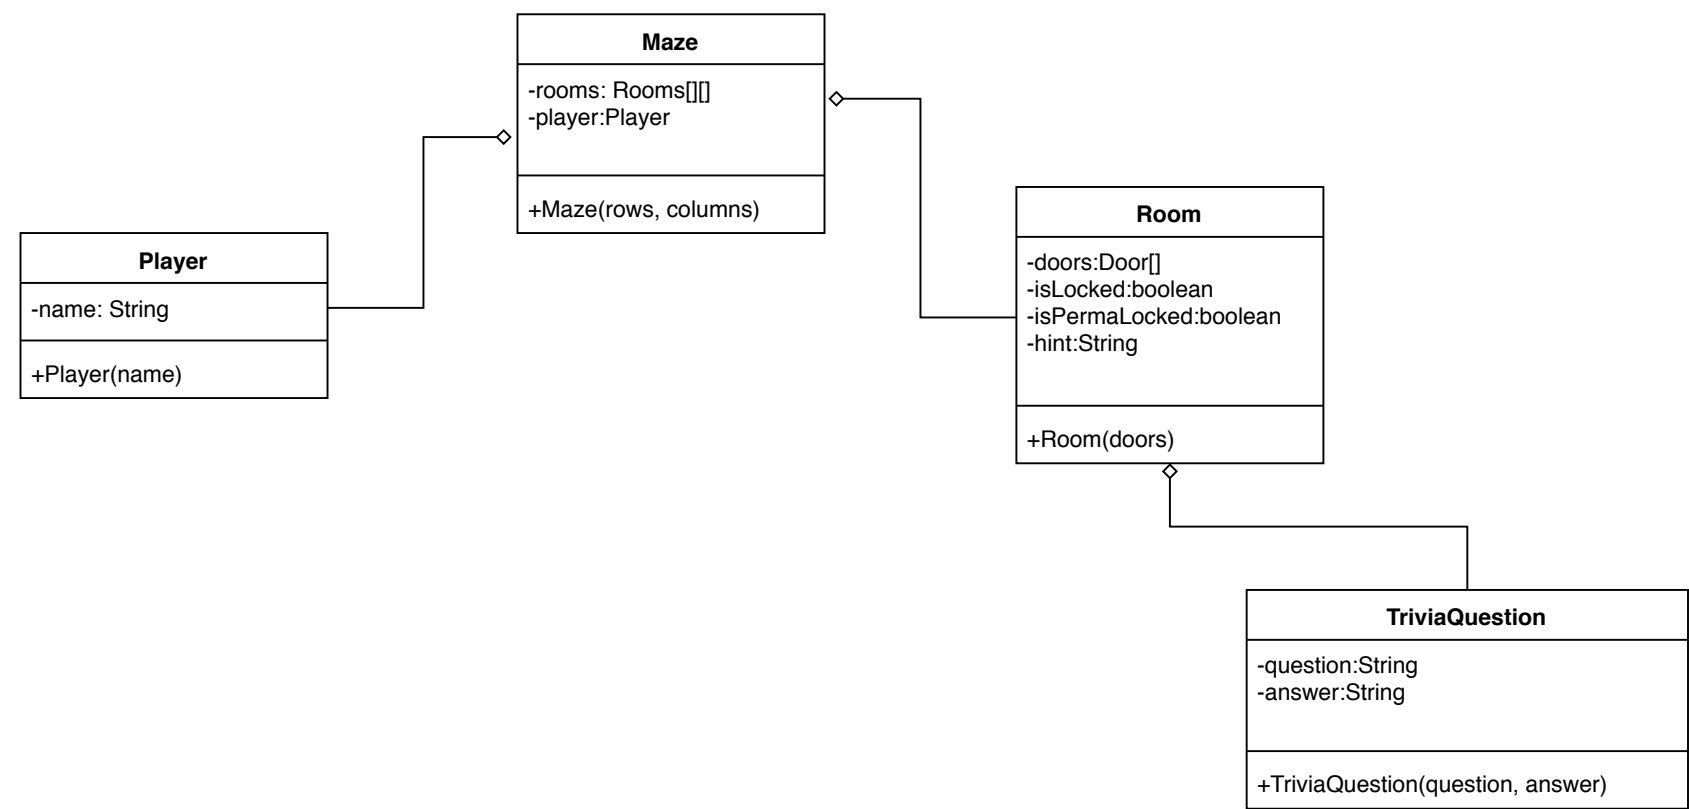 Maze
-rooms: Rooms[][]
-player:Player
+Maze(rows, columns)
Player
-name: String
+Player(name)
Room
-doors:Door[]
-isLocked:boolean
-isPermaLocked:boolean
-hint:String
+Room(doors)
TriviaQuestion
-question:String
-answer:String
+TriviaQuestion(question, answer)